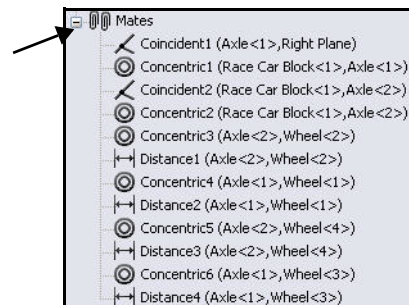 Mates
Coincident1 (Axle<1>,Right Plane)
Concentric1 (Race Car Block<1>,Axle<1>)
Coincident2 (Race Car Block<1>,Axle<2>)
Concentric2 (Race Car Block<1>,Axle<2>)
Concentric3 (Axle<2>,Wheel<2>)
Distance1 (Axle<2>,Wheel<2>)
Concentric4 (Axle<1>,Wheel<1>)
Distance2 (Axle<1>,Wheel<1>)
Concentric5 (Axle<2>,Wheel<4>)
Distance3 (Axle<2>,Wheel<4>)
Concentric6 (Axle<1>,Wheel<3>)
Distance4 (Axle<1>,Wheel<3>)